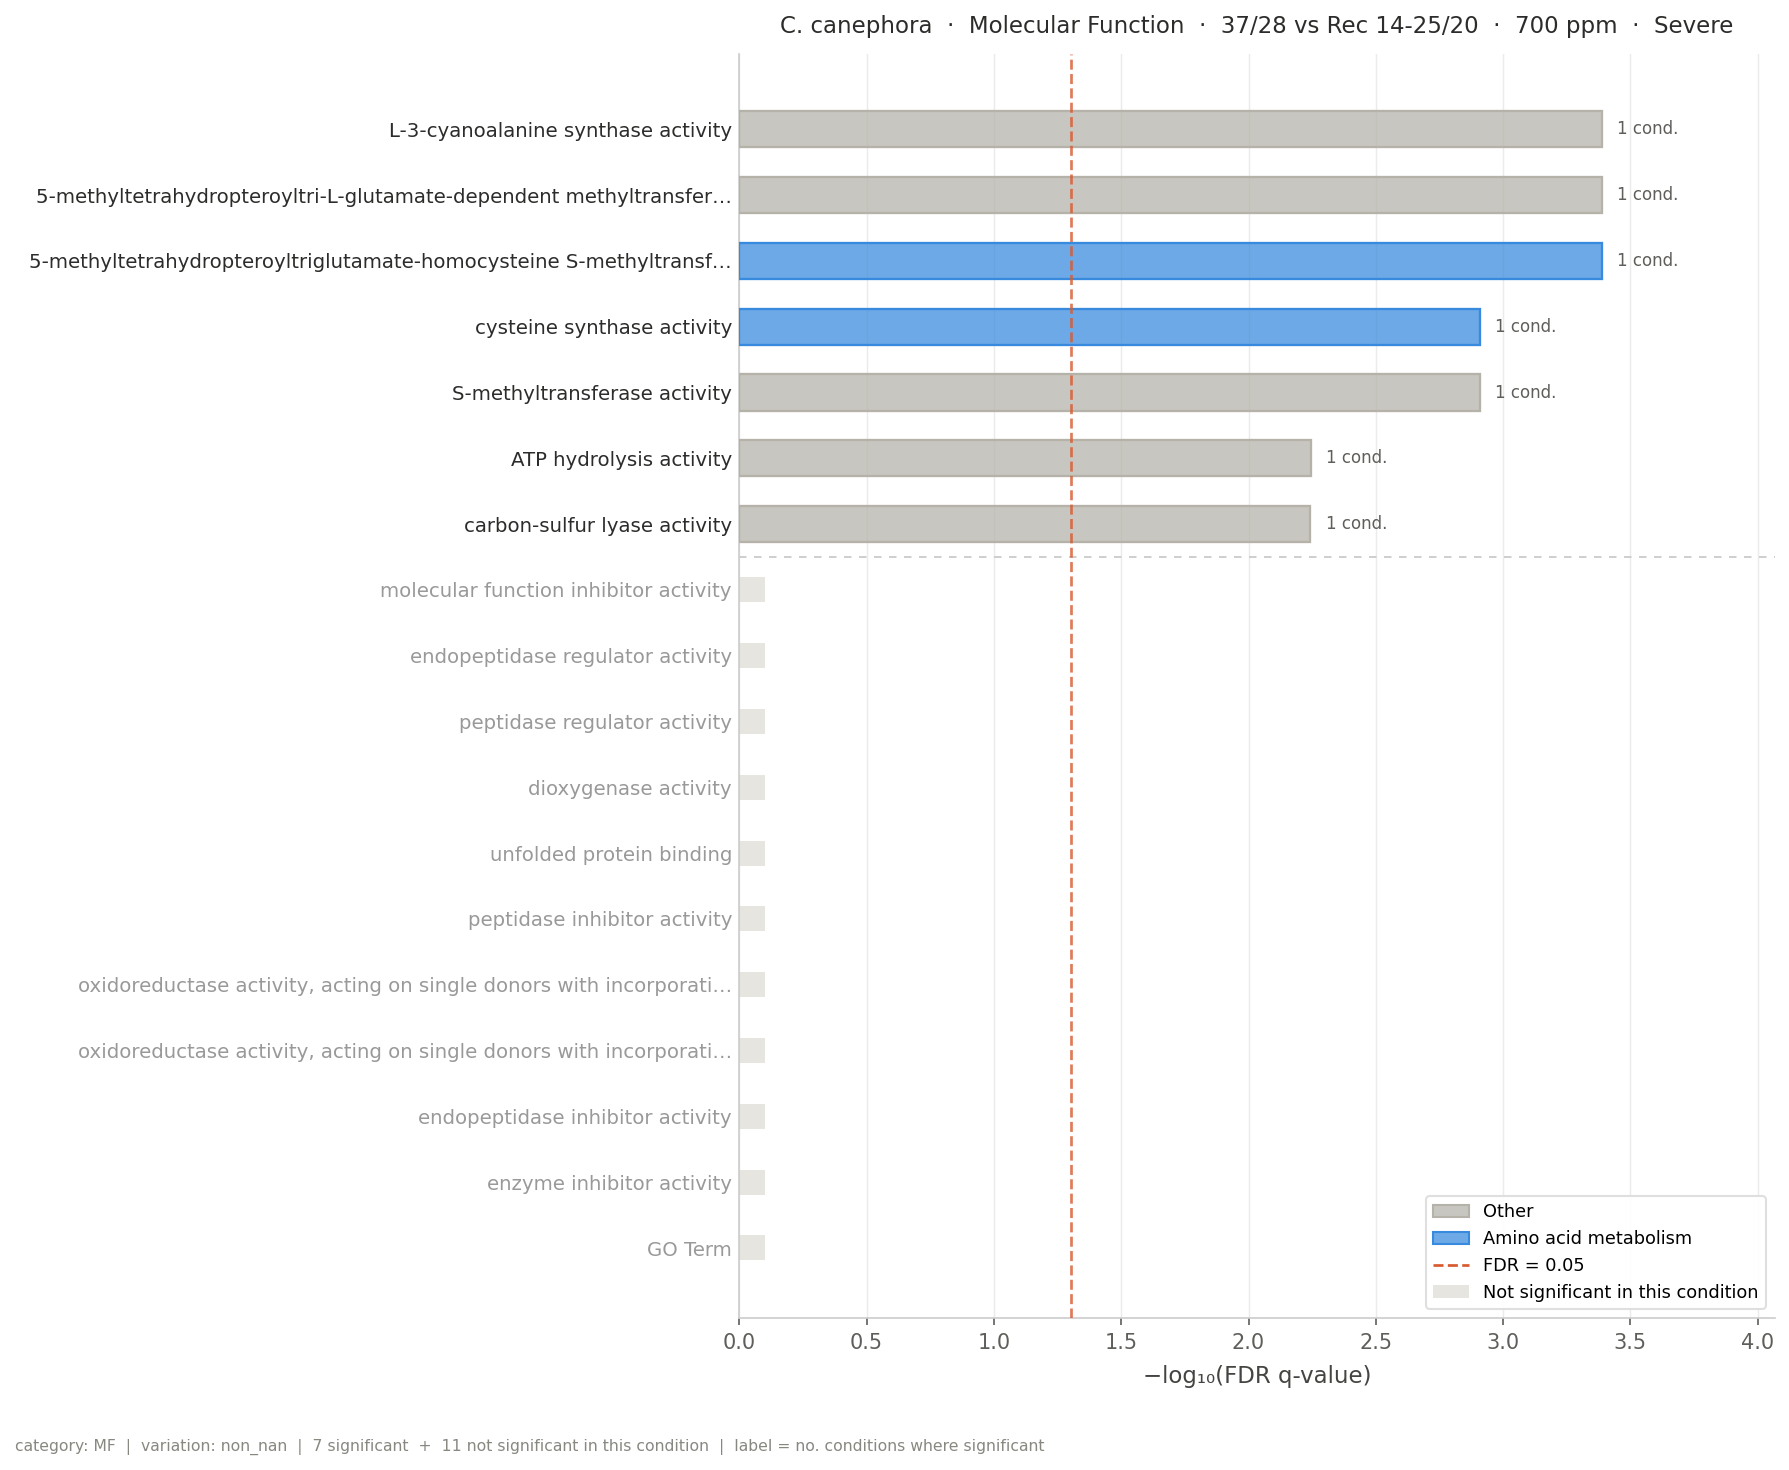 C. canephora · Molecular Function · 37/28 vs Rec 14-25/20 · 700 ppm · Severe
L-3-cyanoalanine synthase activity 1 cond.
5-methyltetrahydropteroyltri-L-glutamate-dependent methyltransfer… 1 cond.
5-methyltetrahydropteroyltriglutamate-homocysteine S-methyltransf… 1 cond.
cysteine synthase activity 1 cond.
S-methyltransferase activity 1 cond.
ATP hydrolysis activity 1 cond.
carbon-sulfur lyase activity 1 cond.
molecular function inhibitor activity
endopeptidase regulator activity
peptidase regulator activity
dioxygenase activity
unfolded protein binding
peptidase inhibitor activity
oxidoreductase activity, acting on single donors with incorporati…
oxidoreductase activity, acting on single donors with incorporati…
endopeptidase inhibitor activity
enzyme inhibitor activity
GO Term
Other
Amino acid metabolism
FDR = 0.05
Not significant in this condition
0.0 0.5 1.0 1.5 2.0 2.5 3.0 3.5 4.0
−log₁₀(FDR q-value)
category: MF | variation: non_nan | 7 significant + 11 not significant in this condition | label = no. conditions where significant